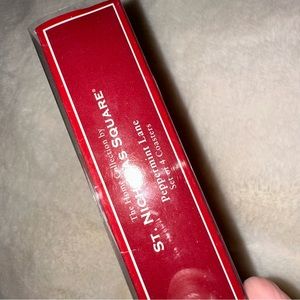 The Home Collection by
ST. NICHOLAS SQUARE®
Peppermint Lane
Set of 4 Coasters